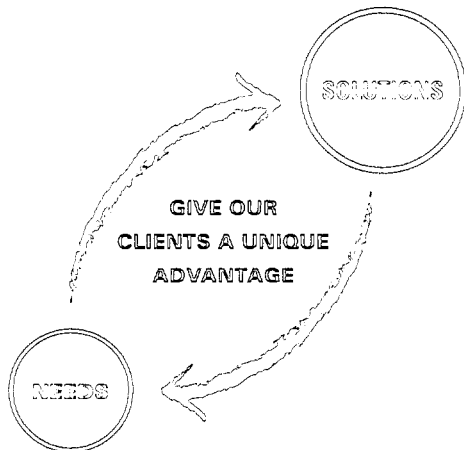 SOLUTIONS
GIVE OUR
CLIENTS A UNIQUE
ADVANTAGE
NEEDS